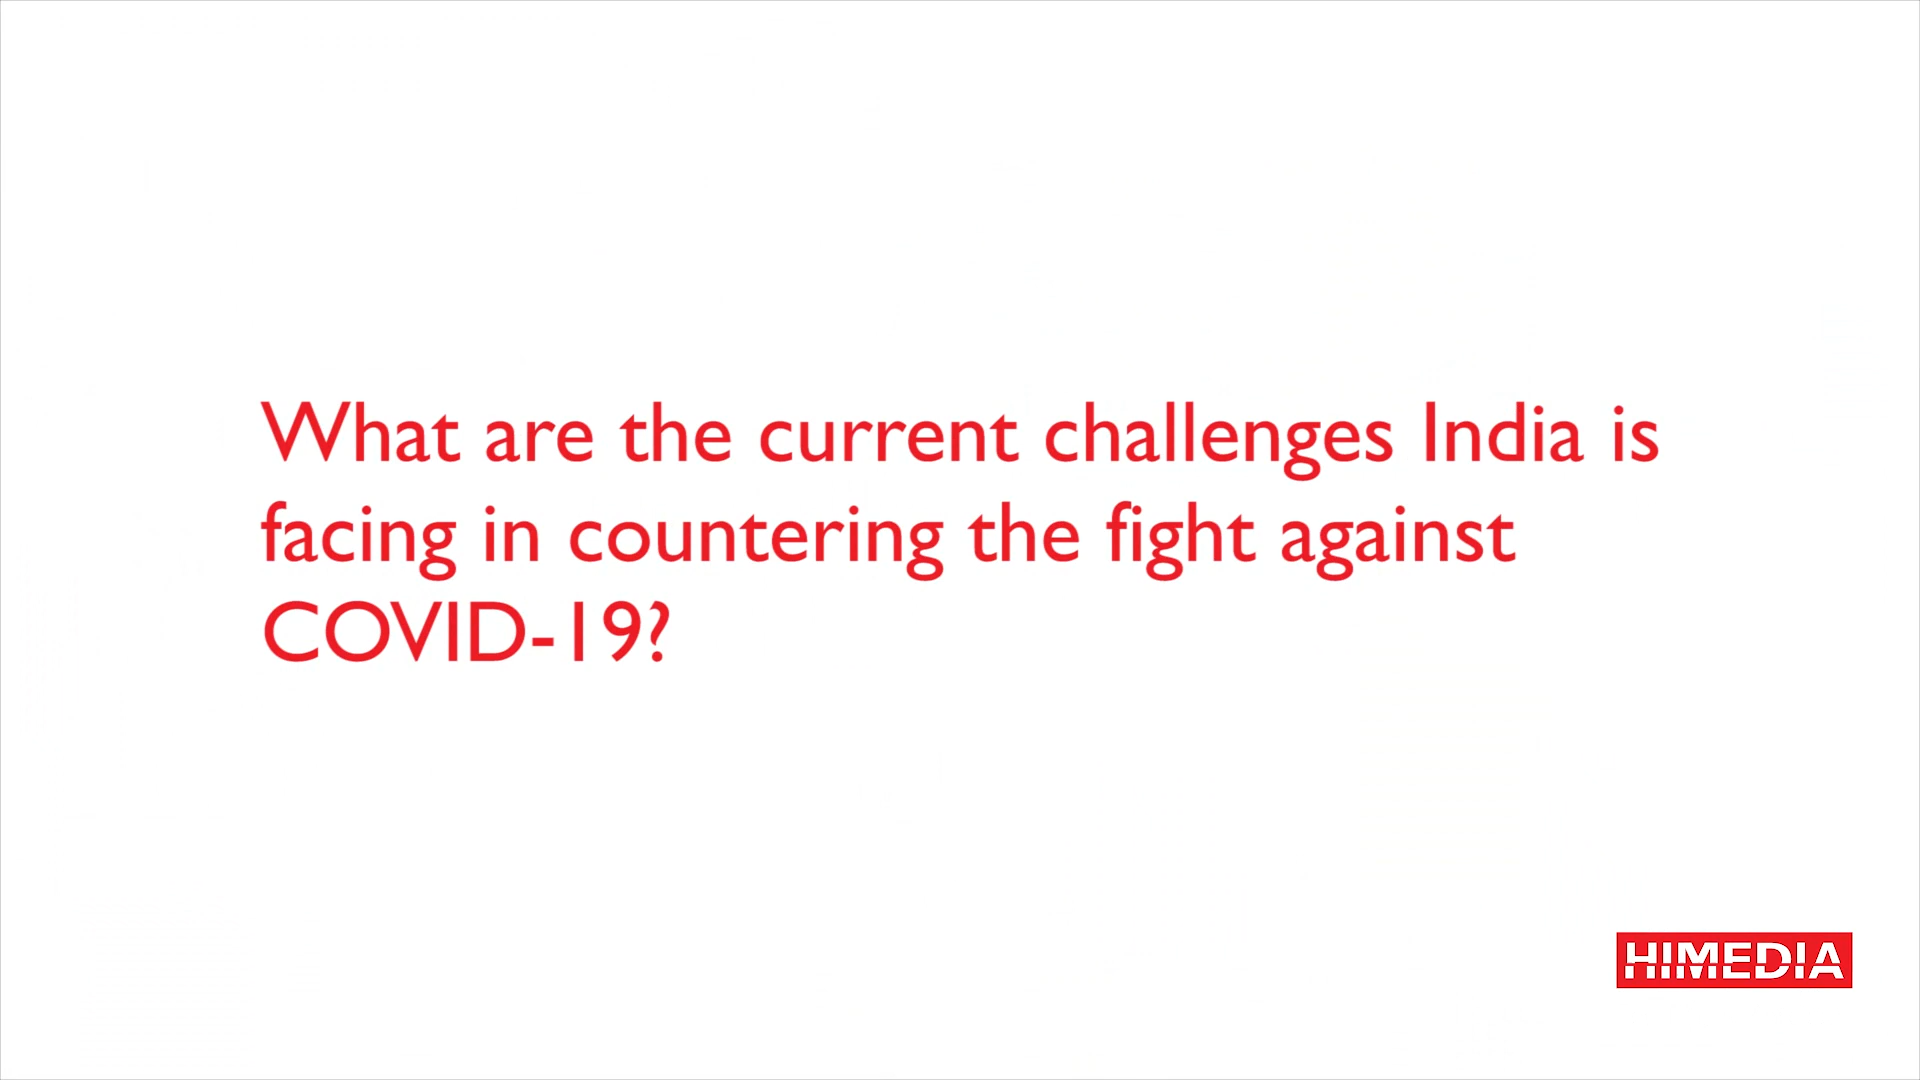 What are the current challenges India is
facing in countering the fight against
COVID-19?
HIMEDIA